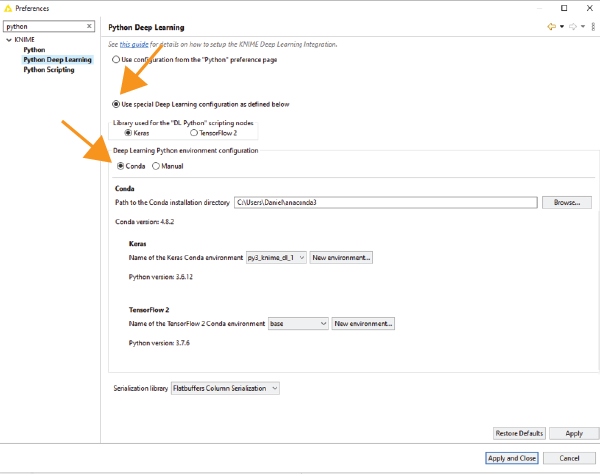 Preferences
python
KNIME
Python
Python Deep Learning
Python Scripting
Python Deep Learning
See this guide for details on how to setup the KNIME Deep Learning Integration.
Use configuration from the "Python" preference page
Use special Deep Learning configuration as defined below
Library used for the "DL Python" scripting nodes
Keras TensorFlow 2
Deep Learning Python environment configuration
Conda Manual
Conda
Path to the Conda installation directory C:\Users\Daniel\anaconda3 Browse...
Conda version: 4.8.2
Keras
Name of the Keras Conda environment py3_knime_dl_1 New environment...
Python version: 3.6.12
TensorFlow 2
Name of the TensorFlow 2 Conda environment base New environment...
Python version: 3.7.6
Serialization library Flatbuffers Column Serialization
Restore Defaults Apply
Apply and Close Cancel